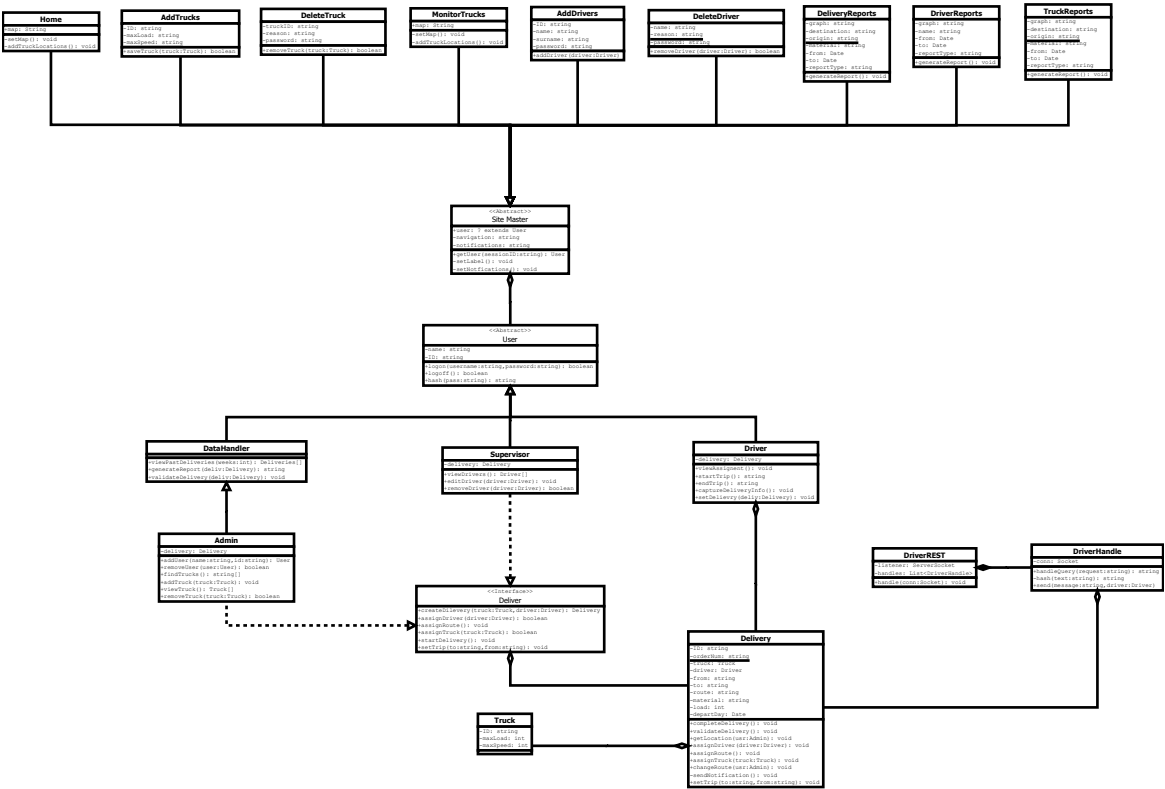 Home
-map: String
-setMap(): void
-addTruckLocations(): void
AddTrucks
-ID: string
-maxLoad: string
-maxSpeed: string
+saveTruck(truck:Truck): boolean
DeleteTruck
-truckID: string
-reason: string
-password: string
-removeTruck(truck:Truck): boolean
MonitorTrucks
-map: String
-setMap(): void
-addTruckLocations(): void
AddDrivers
-ID: string
-name: string
-surname: string
-password: string
+addDriver(driver:Driver)
DeleteDriver
-name: string
-reason: string
-password: string
-removeDriver(driver:Driver): boolean
DeliveryReports
-graph: string
-destination: string
-origin: string
-material: string
-from: Date
-to: Date
-reportType: string
+generateReport(): void
DriverReports
-graph: string
-name: string
-from: Date
-to: Date
-reportType: string
+generateReport(): void
TruckReports
-graph: string
-destination: string
-origin: string
-material: string
-from: Date
-to: Date
-reportType: string
+generateReport(): void
<<Abstract>>
Site Master
+user: ? extends User
-navigation: string
-notifications: string
+getUser(sessionID:string): User
-setLabel(): void
-setNotfications(): void
<<Abstract>>
User
-name: string
-ID: string
+logon(username:string,password:string): boolean
+logoff(): boolean
+hash(pass:string): string
DataHandler
+viewPastDeliveries(weeks:int): Deliveries[]
+generateReport(deliv:Delivery): string
+validateDelivery(deliv:Delivery): void
Supervisor
-delivery: Delivery
+viewDrivers(): Driver[]
+editDriver(driver:Driver): void
+removeDriver(driver:Driver): boolean
Driver
-delivery: Delivery
+viewAssigment(): void
+startTrip(): string
+endTrip(): string
+captureDeliveryInfo(): void
+setDelievry(deliv:Delivery): void
Admin
-delivery: Delivery
+addUser(name:string,id:string): User
+removeUser(user:User): boolean
+findTrucks(): string[]
+addTruck(truck:Truck): void
+viewTruck(): Truck[]
+removeTruck(truck:Truck): boolean
<<Interface>>
Deliver
+createDilevery(truck:Truck,driver:Driver): Delivery
+assignDriver(driver:Driver): boolean
+assignRoute(): void
+assignTruck(truck:Truck): boolean
+startDelivery(): void
+setTrip(to:string,from:string): void
DriverREST
-listener: ServerSocket
-handles: List<DriverHandle>
+handle(conn:Socket): void
DriverHandle
-conn: Socket
+handleQuery(request:string): string
-hash(text:string): string
+send(message:string,driver:Driver)
Delivery
-ID: string
-orderNum: string
-truck: Truck
-driver: Driver
-from: string
-to: string
-route: string
-material: string
-load: int
-departDay: Date
+completeDelivery(): void
+validateDelivery(): void
+getLocation(usr:Admin): void
+assignDriver(driver:Driver): void
+assignRoute(): void
+assignTruck(truck:Truck): void
+changeRoute(usr:Admin): void
-sendNotification(): void
+setTrip(to:string,from:string): void
Truck
-ID: string
-maxLoad: int
-maxSpeed: int